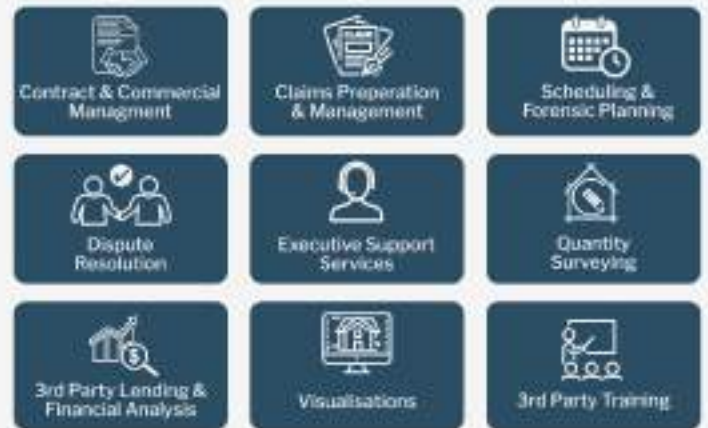 CLAIM
Contract & Commercial
Managment
Claims Preperation
& Management
Scheduling &
Forensic Planning
Dispute
Resolution
Executive Support
Services
Quantity
Surveying
$
3rd Party Lending &
Financial Analysis
Visualisations
3rd Party Training